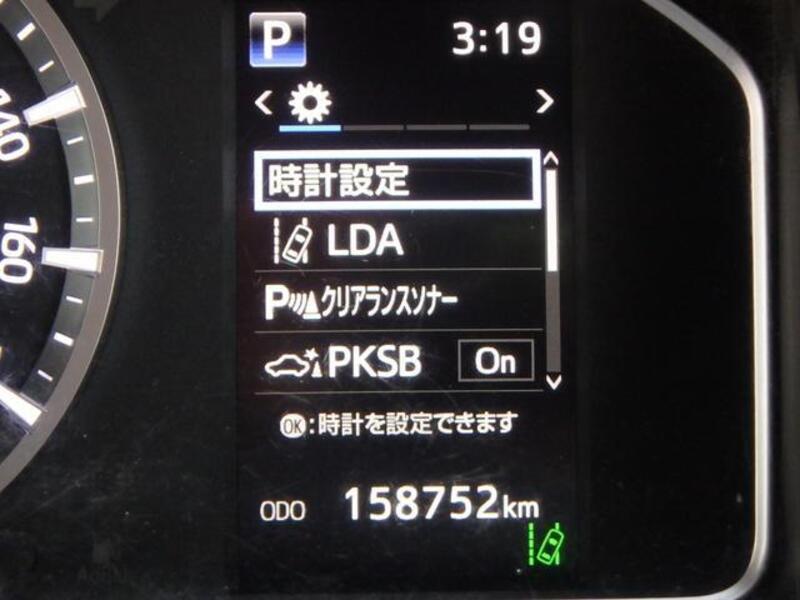 P 3:19
時計設定
LDA
Pクリアランスソナー
PKSB On
OK:時計を設定できます
ODO 158752km
140
160